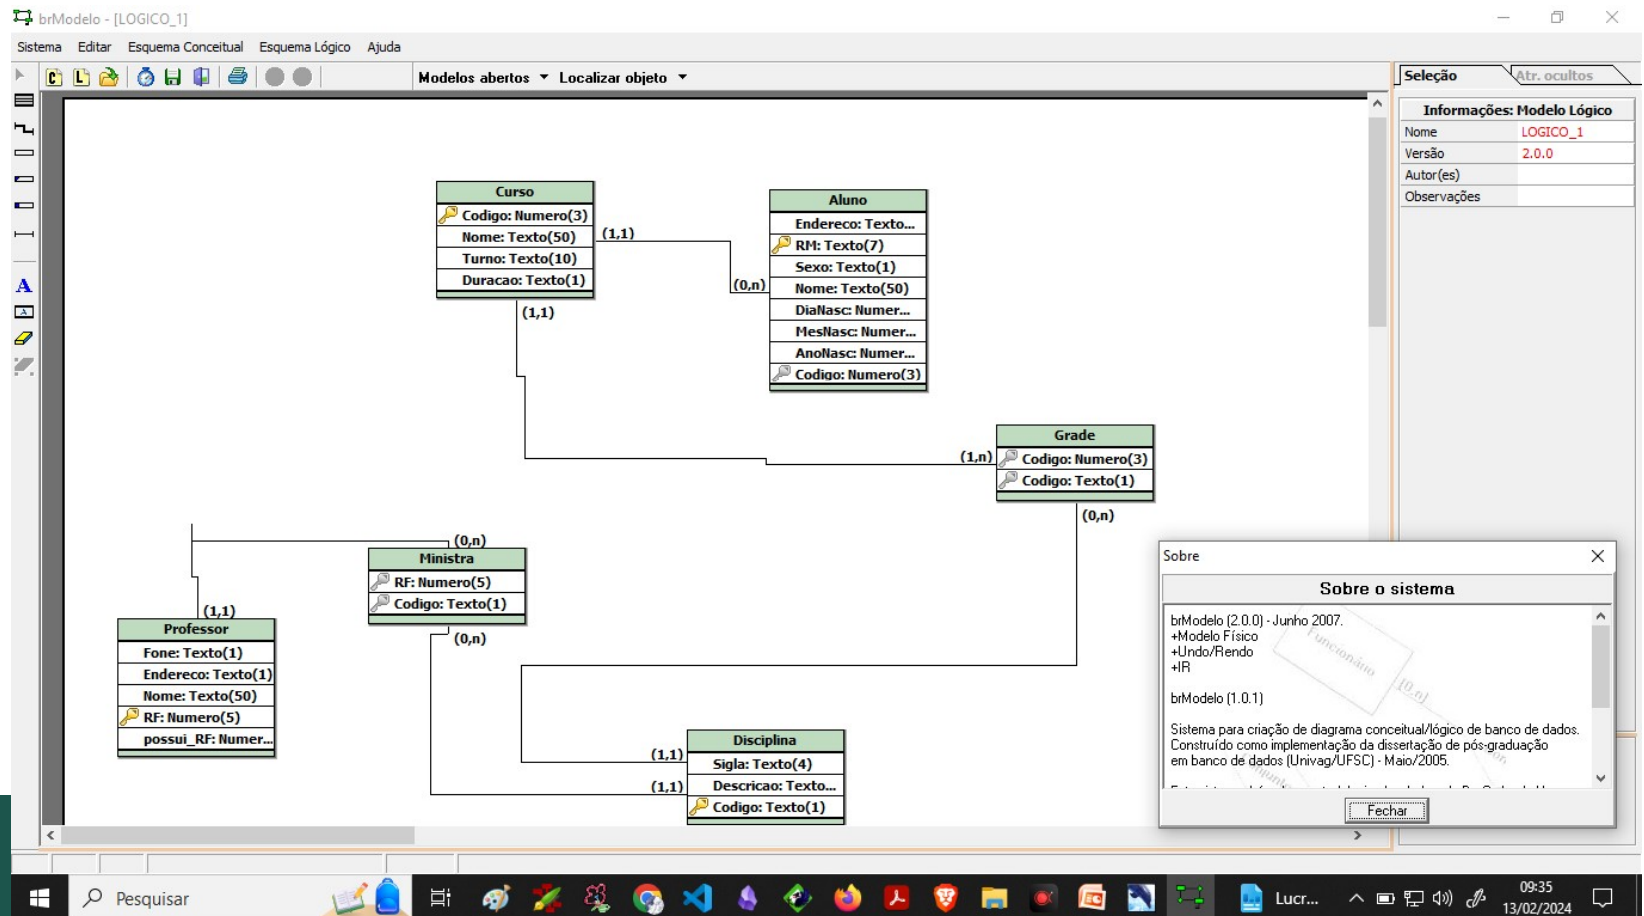 brModelo - [LOGICO_1]
Sistema Editar Esquema Conceitual Esquema Lógico Ajuda
Modelos abertos Localizar objeto
Seleção Atr. ocultos
Informações: Modelo Lógico
Nome LOGICO_1
Versão 2.0.0
Autor(es)
Observações
Curso
Codigo: Numero(3)
Nome: Texto(50)
Turno: Texto(10)
Duracao: Texto(1)
(1,1)
(0,n)
(1,1)
Aluno
Endereco: Texto...
RM: Texto(7)
Sexo: Texto(1)
Nome: Texto(50)
DiaNasc: Numer...
MesNasc: Numer...
AnoNasc: Numer...
Codigo: Numero(3)
Grade
(1,n)
Codigo: Numero(3)
Codigo: Texto(1)
(0,n)
(0,n)
Ministra
RF: Numero(5)
Codigo: Texto(1)
(0,n)
(1,1)
Professor
Fone: Texto(1)
Endereco: Texto(1)
Nome: Texto(50)
RF: Numero(5)
possui_RF: Numer...
Disciplina
(1,1)
Sigla: Texto(4)
(1,1)
Descricao: Texto...
Codigo: Texto(1)
Sobre
Sobre o sistema
brModelo (2.0.0) - Junho 2007.
+Modelo Físico
+Undo/Rendo
+IR
brModelo (1.0.1)
Sistema para criação de diagrama conceitual/lógico de banco de dados.
Construído como implementação da dissertação de pós-graduação
em banco de dados (Univag/UFSC) - Maio/2005.
Funcionário
(0,n)
Fechar
Pesquisar
Lucr...
09:35
13/02/2024